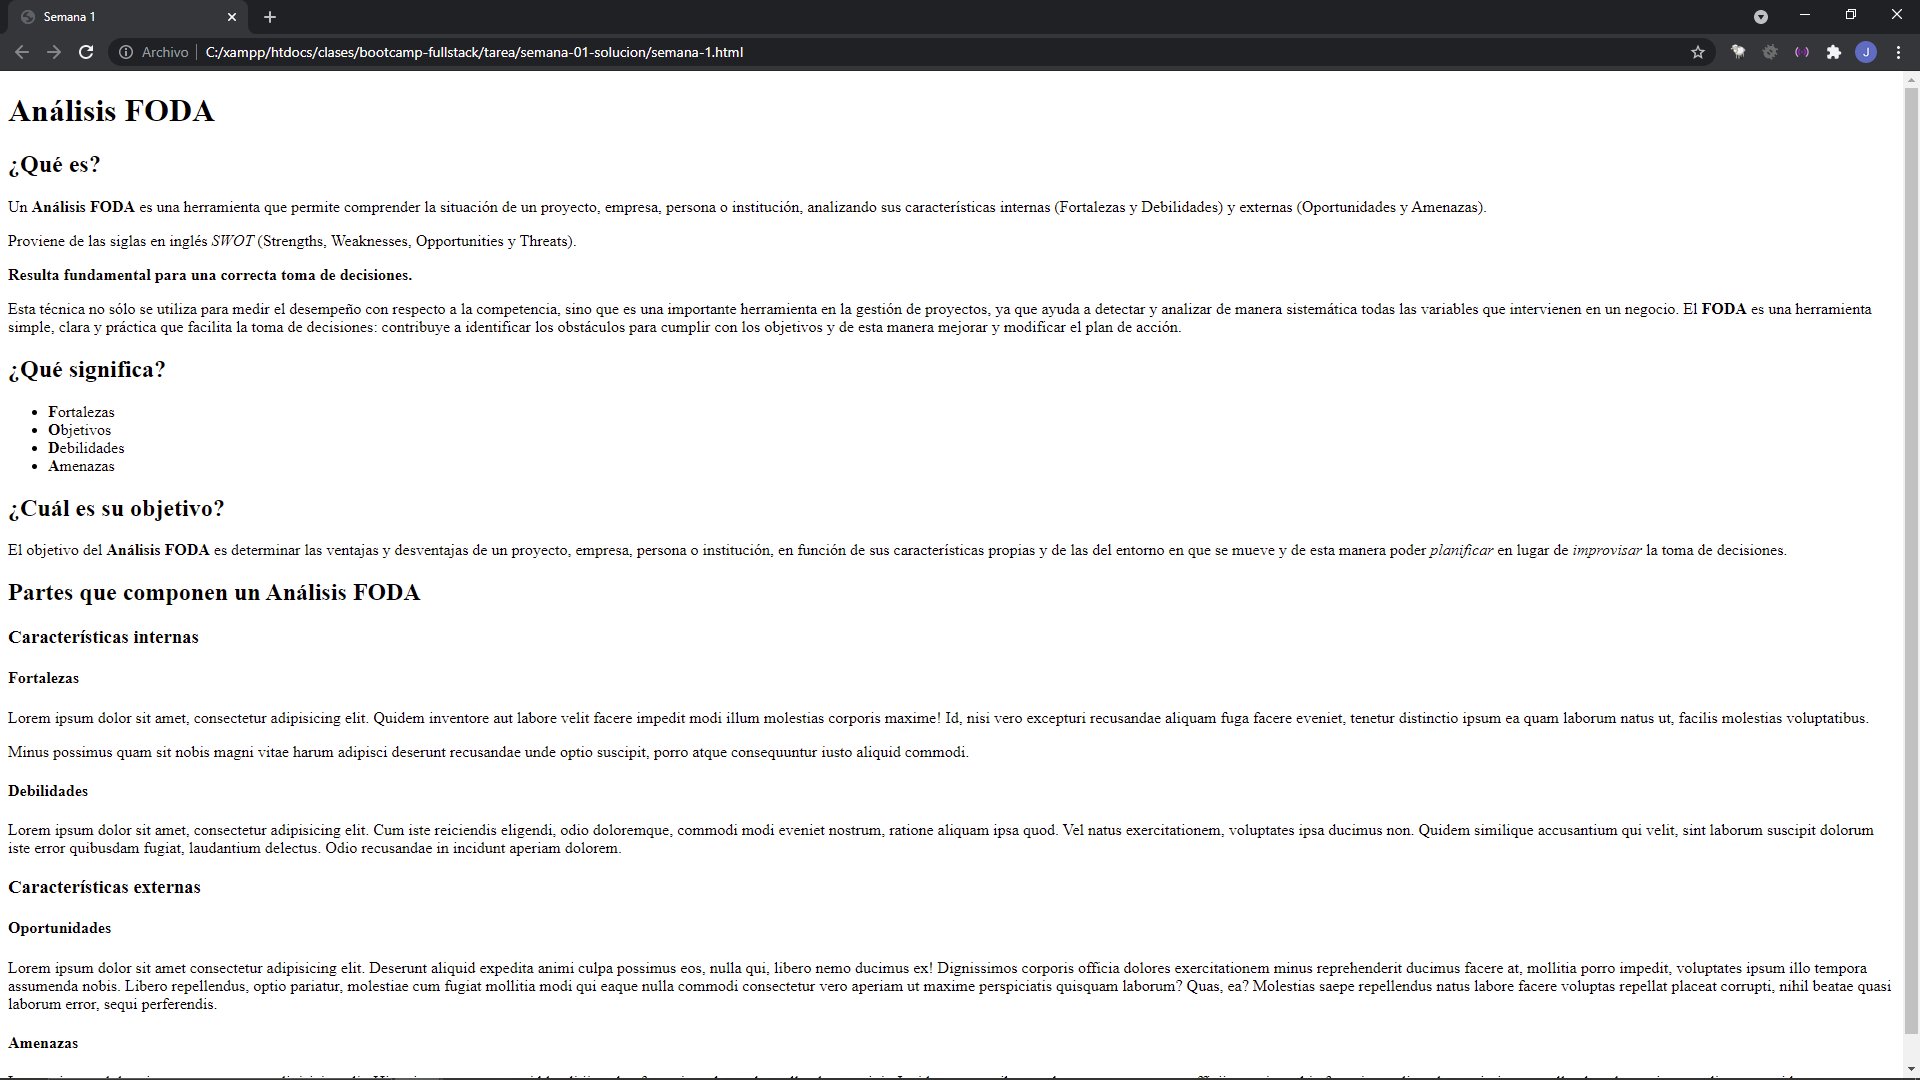 Semana 1
Archivo C:/xampp/htdocs/clases/bootcamp-fullstack/tarea/semana-01-solucion/semana-1.html
J
Análisis FODA
¿Qué es?
Un Análisis FODA es una herramienta que permite comprender la situación de un proyecto, empresa, persona o institución, analizando sus características internas (Fortalezas y Debilidades) y externas (Oportunidades y Amenazas).
Proviene de las siglas en inglés SWOT (Strengths, Weaknesses, Opportunities y Threats).
Resulta fundamental para una correcta toma de decisiones.
Esta técnica no sólo se utiliza para medir el desempeño con respecto a la competencia, sino que es una importante herramienta en la gestión de proyectos, ya que ayuda a detectar y analizar de manera sistemática todas las variables que intervienen en un negocio. El FODA es una herramienta
simple, clara y práctica que facilita la toma de decisiones: contribuye a identificar los obstáculos para cumplir con los objetivos y de esta manera mejorar y modificar el plan de acción.
¿Qué significa?
• Fortalezas
• Objetivos
• Debilidades
• Amenazas
¿Cuál es su objetivo?
El objetivo del Análisis FODA es determinar las ventajas y desventajas de un proyecto, empresa, persona o institución, en función de sus características propias y de las del entorno en que se mueve y de esta manera poder planificar en lugar de improvisar la toma de decisiones.
Partes que componen un Análisis FODA
Características internas
Fortalezas
Lorem ipsum dolor sit amet, consectetur adipisicing elit. Quidem inventore aut labore velit facere impedit modi illum molestias corporis maxime! Id, nisi vero excepturi recusandae aliquam fuga facere eveniet, tenetur distinctio ipsum ea quam laborum natus ut, facilis molestias voluptatibus.
Minus possimus quam sit nobis magni vitae harum adipisci deserunt recusandae unde optio suscipit, porro atque consequuntur iusto aliquid commodi.
Debilidades
Lorem ipsum dolor sit amet, consectetur adipisicing elit. Cum iste reiciendis eligendi, odio doloremque, commodi modi eveniet nostrum, ratione aliquam ipsa quod. Vel natus exercitationem, voluptates ipsa ducimus non. Quidem similique accusantium qui velit, sint laborum suscipit dolorum
iste error quibusdam fugiat, laudantium delectus. Odio recusandae in incidunt aperiam dolorem.
Características externas
Oportunidades
Lorem ipsum dolor sit amet consectetur adipisicing elit. Deserunt aliquid expedita animi culpa possimus eos, nulla qui, libero nemo ducimus ex! Dignissimos corporis officia dolores exercitationem minus reprehenderit ducimus facere at, mollitia porro impedit, voluptates ipsum illo tempora
assumenda nobis. Libero repellendus, optio pariatur, molestiae cum fugiat mollitia modi qui eaque nulla commodi consectetur vero aperiam ut maxime perspiciatis quisquam laborum? Quas, ea? Molestias saepe repellendus natus labore facere voluptas repellat placeat corrupti, nihil beatae quasi
laborum error, sequi perferendis.
Amenazas